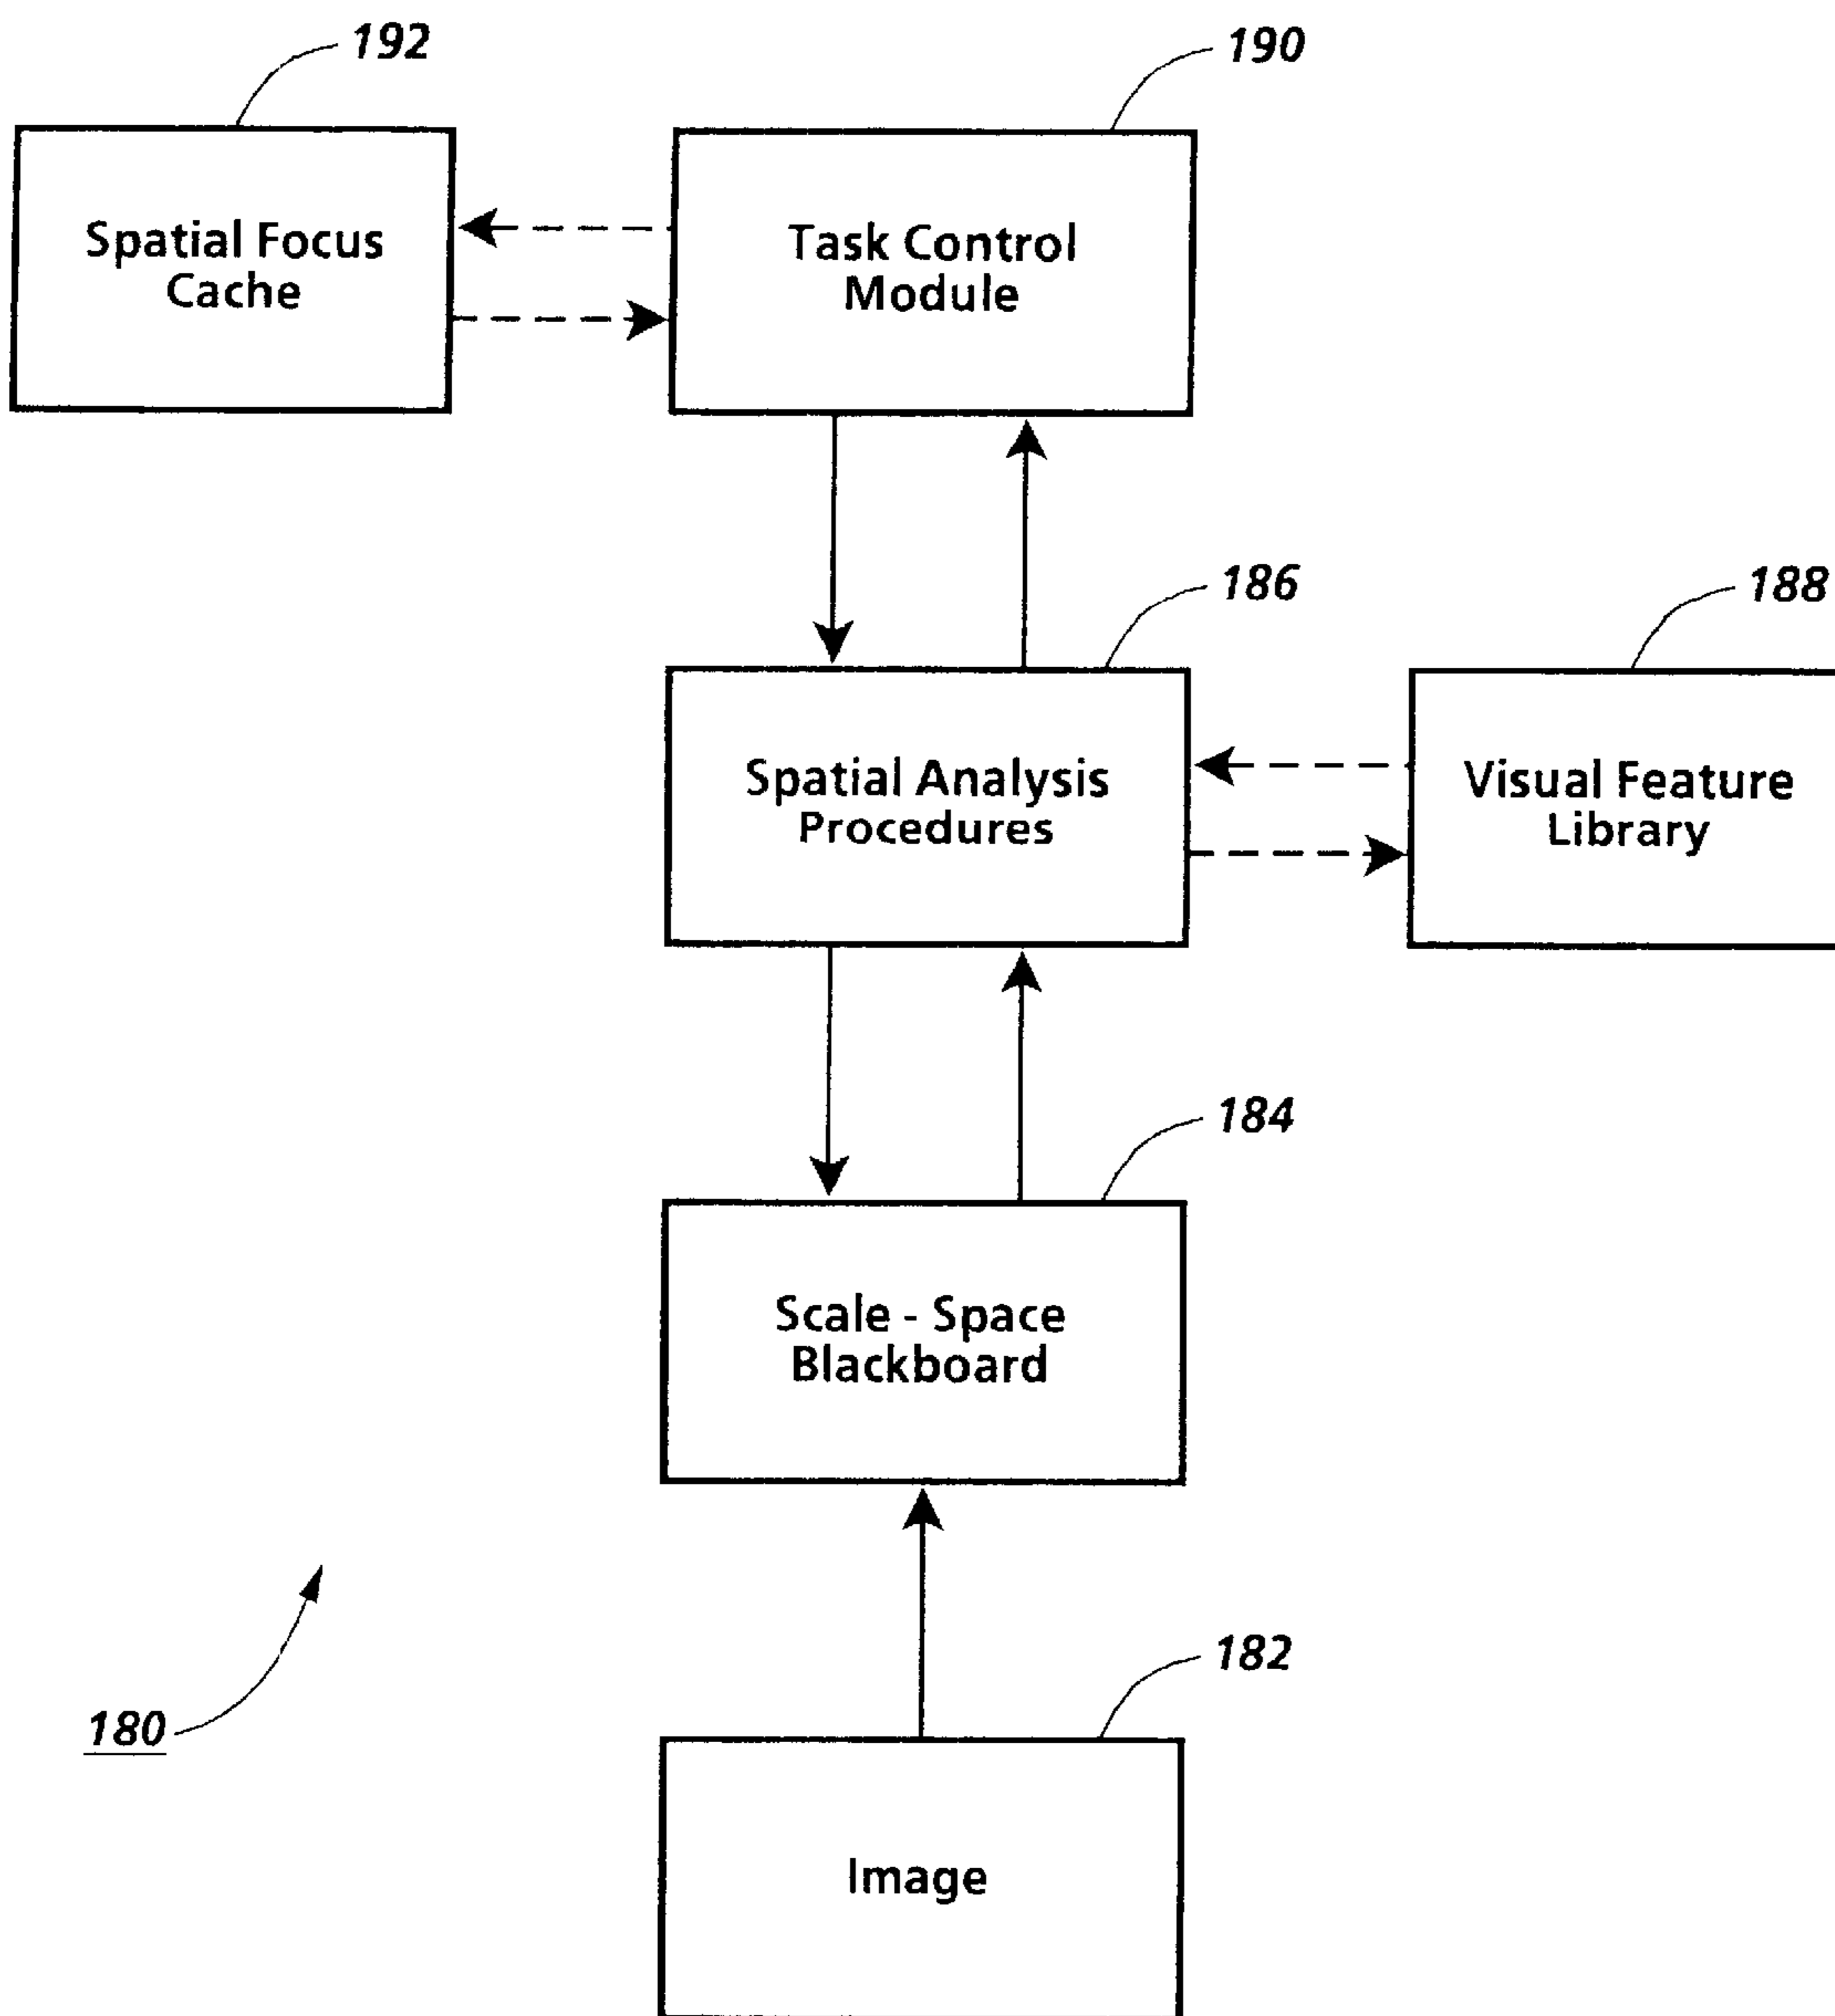 192
190
Spatial Focus
Cache
Task Control
Module
186
188
Spatial Analysis
Procedures
Visual Feature
Library
184
Scale - Space
Blackboard
182
180
Image